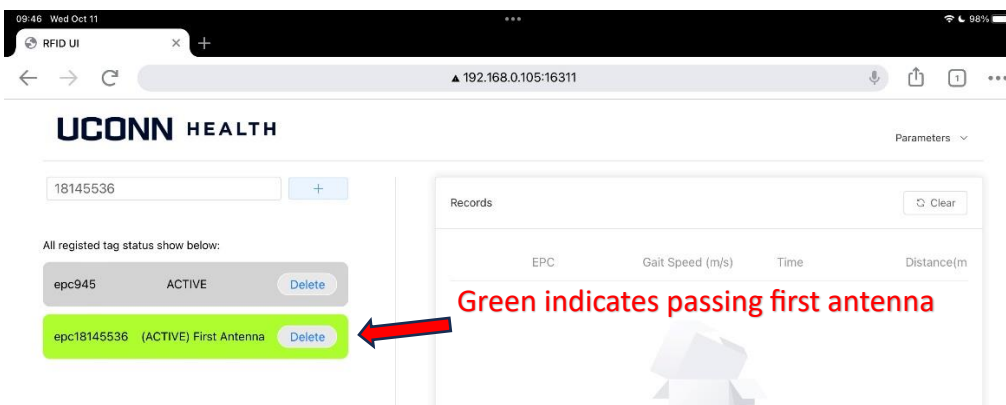 09:46 Wed Oct 11
98%
RFID UI
192.168.0.105:16311
1
UCONN HEALTH
Parameters
18145536
+
Records
Clear
All registed tag status show below:
EPC Gait Speed (m/s) Time Distance(m
epc945 ACTIVE Delete
Green indicates passing first antenna
epc18145536 (ACTIVE) First Antenna Delete